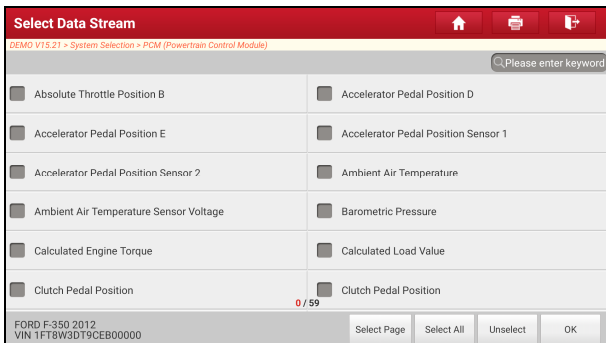 Select Data Stream
DEMO V15.21 > System Selection > PCM (Powertrain Control Module)
Please enter keyword
Absolute Throttle Position B
Accelerator Pedal Position D
Accelerator Pedal Position E
Accelerator Pedal Position Sensor 1
Accelerator Pedal Position Sensor 2
Ambient Air Temperature
Ambient Air Temperature Sensor Voltage
Barometric Pressure
Calculated Engine Torque
Calculated Load Value
Clutch Pedal Position
Clutch Pedal Position
0 / 59
FORD F-350 2012
VIN 1FT8W3DT9CEB00000
Select Page
Select All
Unselect
OK